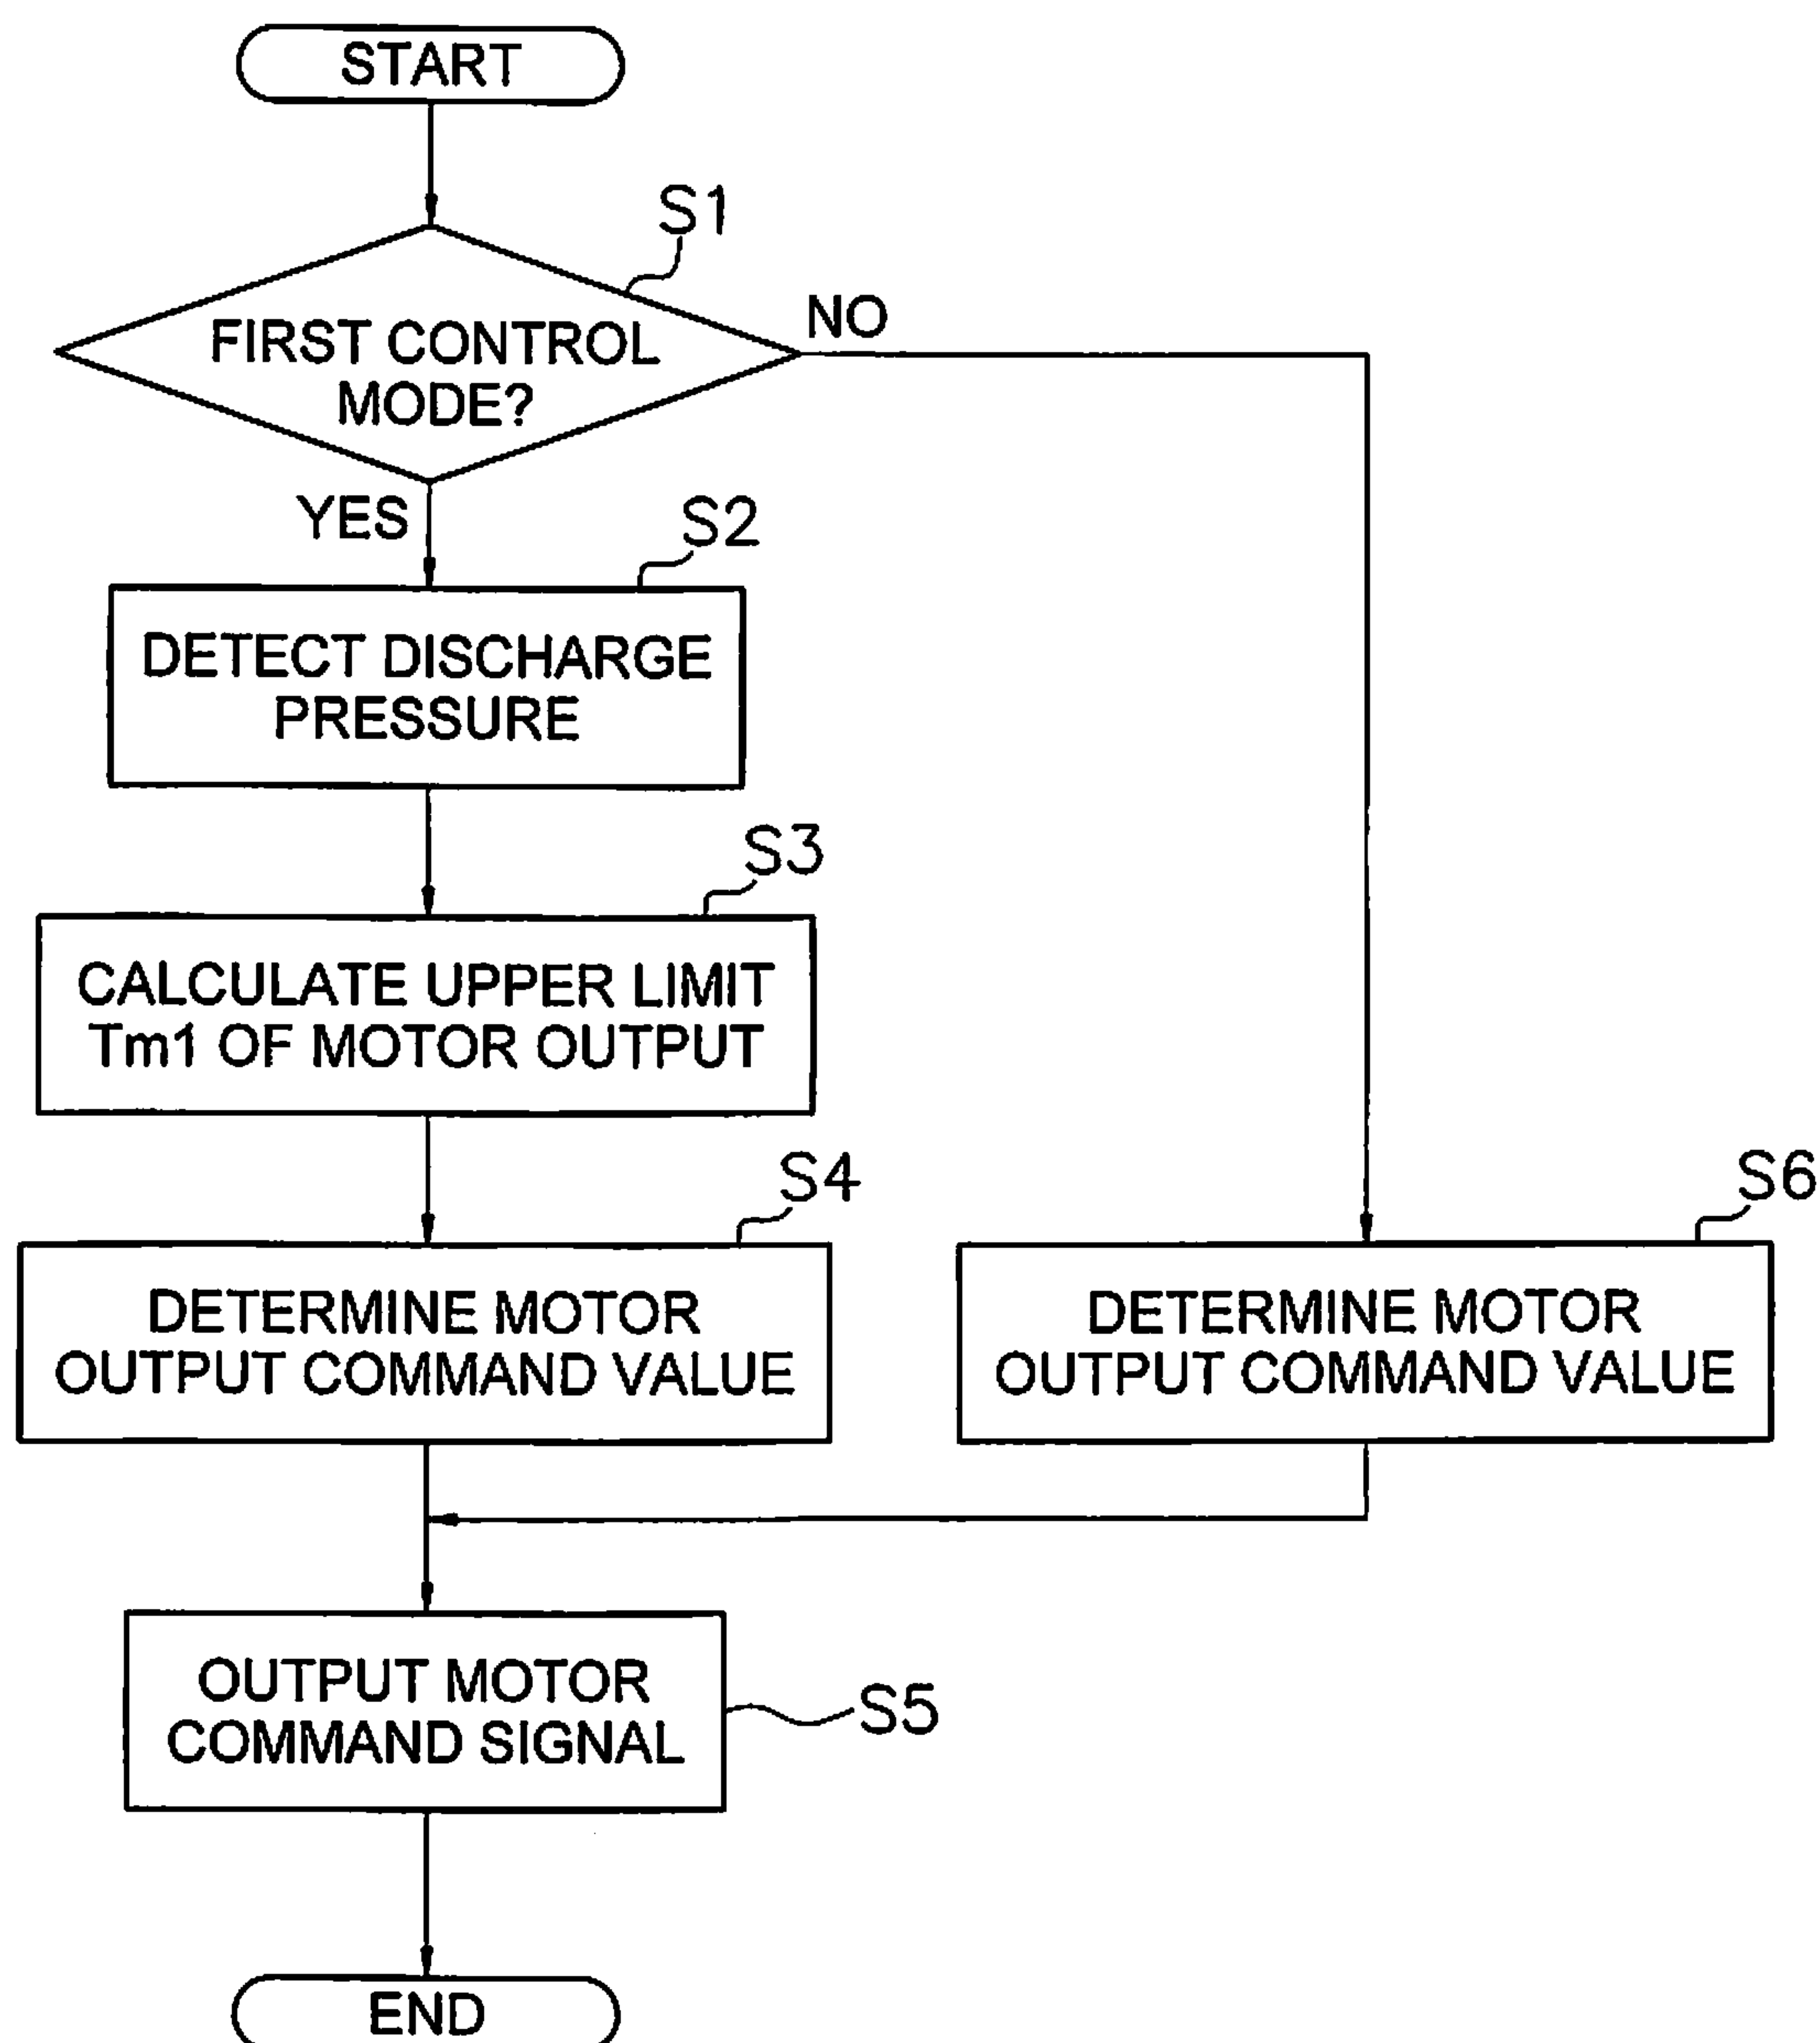 START
S1
FIRST CONTROL
MODE?
NO
YES
S2
DETECT DISCHARGE
PRESSURE
S3
CALCULATE UPPER LIMIT
Tm1 OF MOTOR OUTPUT
S4
DETERMINE MOTOR
OUTPUT COMMAND VALUE
S6
DETERMINE MOTOR
OUTPUT COMMAND VALUE
OUTPUT MOTOR
COMMAND SIGNAL
S5
END